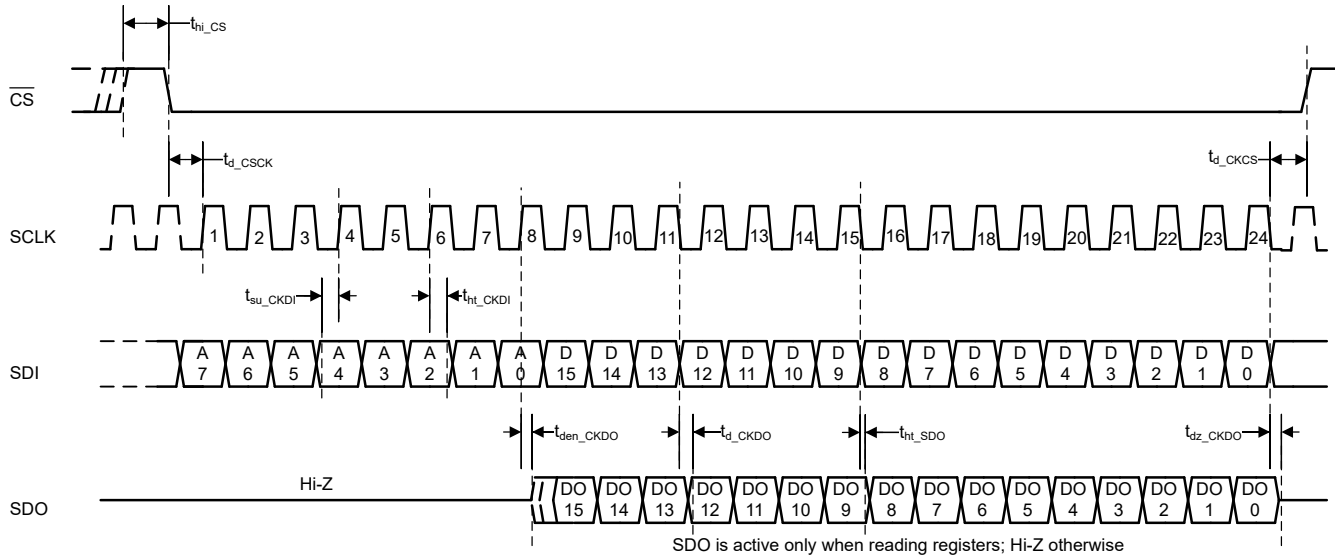 t_hi_CS
CS
t_d_CSCK
t_d_CKCS
SCLK 1 2 3 4 5 6 7 8 9 10 11 12 13 14 15 16 17 18 19 20 21 22 23 24
t_su_CKDI t_ht_CKDI
SDI
A A A A A A A A D D D D D D D D D D D D D D D D
7 6 5 4 3 2 1 0 15 14 13 12 11 10 9 8 7 6 5 4 3 2 1 0
t_den_CKDO t_d_CKDO t_ht_SDO t_dz_CKDO
Hi-Z
SDO
DO DO DO DO DO DO DO DO DO DO DO DO DO DO DO DO
15 14 13 12 11 10 9 8 7 6 5 4 3 2 1 0
SDO is active only when reading registers; Hi-Z otherwise